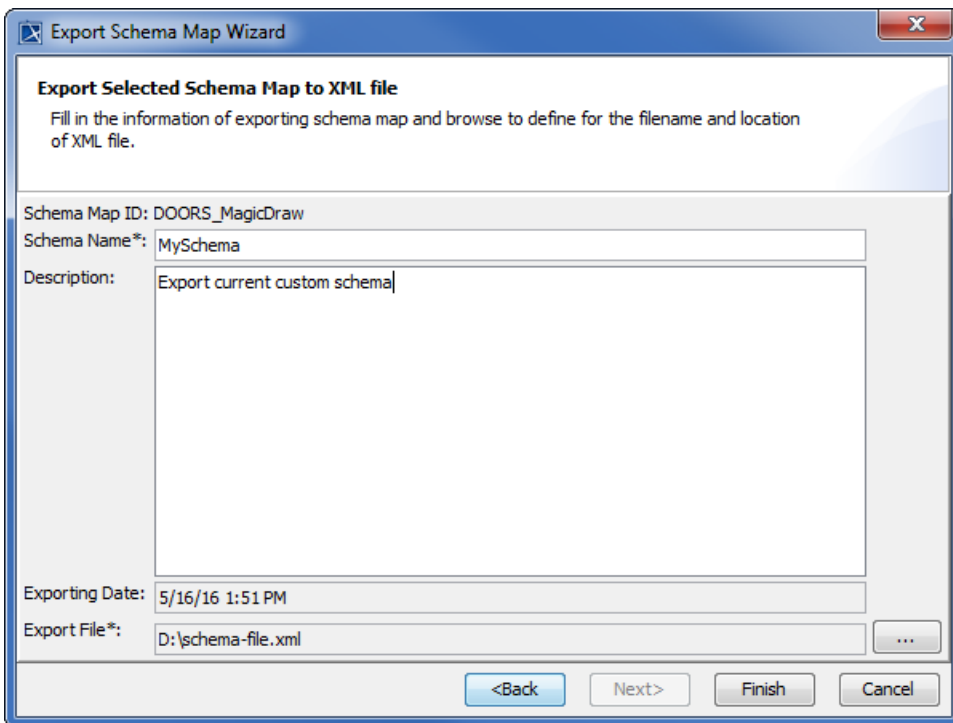 Export Schema Map Wizard
Export Selected Schema Map to XML file
Fill in the information of exporting schema map and browse to define for the filename and location
of XML file.
Schema Map ID: DOORS_MagicDraw
Schema Name*: MySchema
Description: Export current custom schema
Exporting Date: 5/16/16 1:51 PM
Export File*: D:\schema-file.xml ...
<Back Next> Finish Cancel